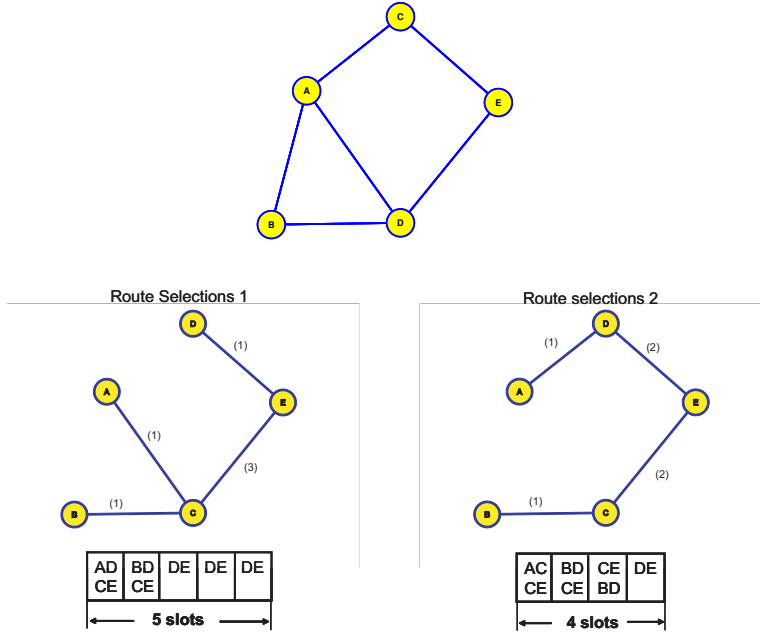 C
A
E
B
D
Route Selections 1
D
(1)
A
E
(1)
(3)
(1)
B
C
AD BD DE DE DE
CE CE
5 slots
Route selections 2
D
(1)
(2)
A
E
(2)
(1)
B
C
AC BD CE DE
CE CE BD
4 slots